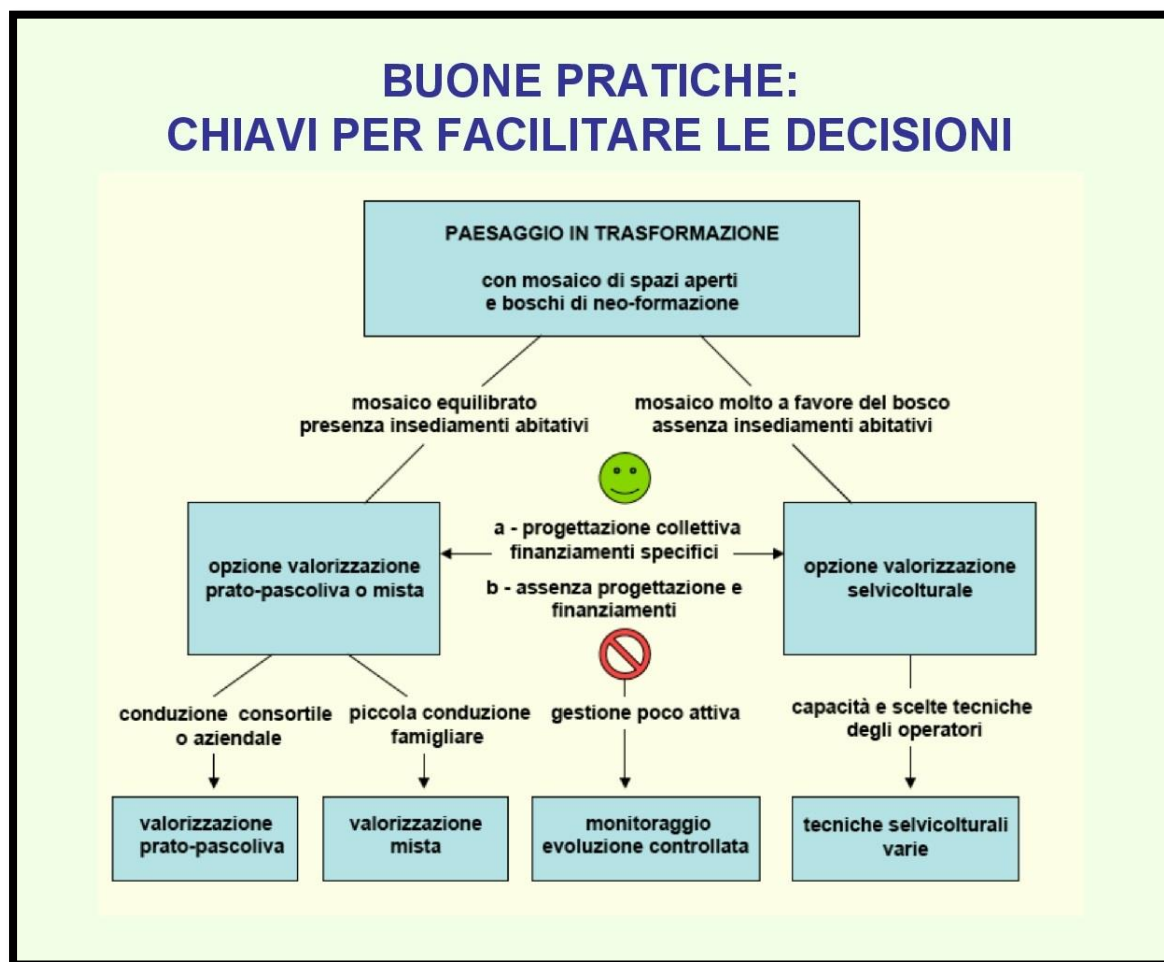 BUONE PRATICHE:
CHIAVI PER FACILITARE LE DECISIONI
PAESAGGIO IN TRASFORMAZIONE
con mosaico di spazi aperti
e boschi di neo-formazione
mosaico equilibrato
presenza insediamenti abitativi
mosaico molto a favore del bosco
assenza insediamenti abitativi
opzione valorizzazione
prato-pascoliva o mista
a - progettazione collettiva
finanziamenti specifici
b - assenza progettazione e
finanziamenti
opzione valorizzazione
selvicolturale
conduzione consortile
o aziendale
piccola conduzione
famigliare
gestione poco attiva
capacità e scelte tecniche
degli operatori
valorizzazione
prato-pascoliva
valorizzazione
mista
monitoraggio
evoluzione controllata
tecniche selvicolturali
varie